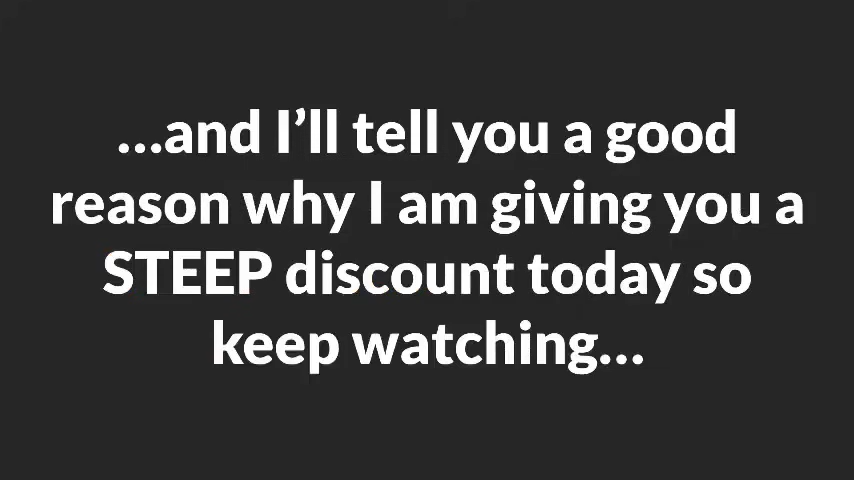 ...and I’ll tell you a good
reason why I am giving you a
STEEP discount today so
keep watching...